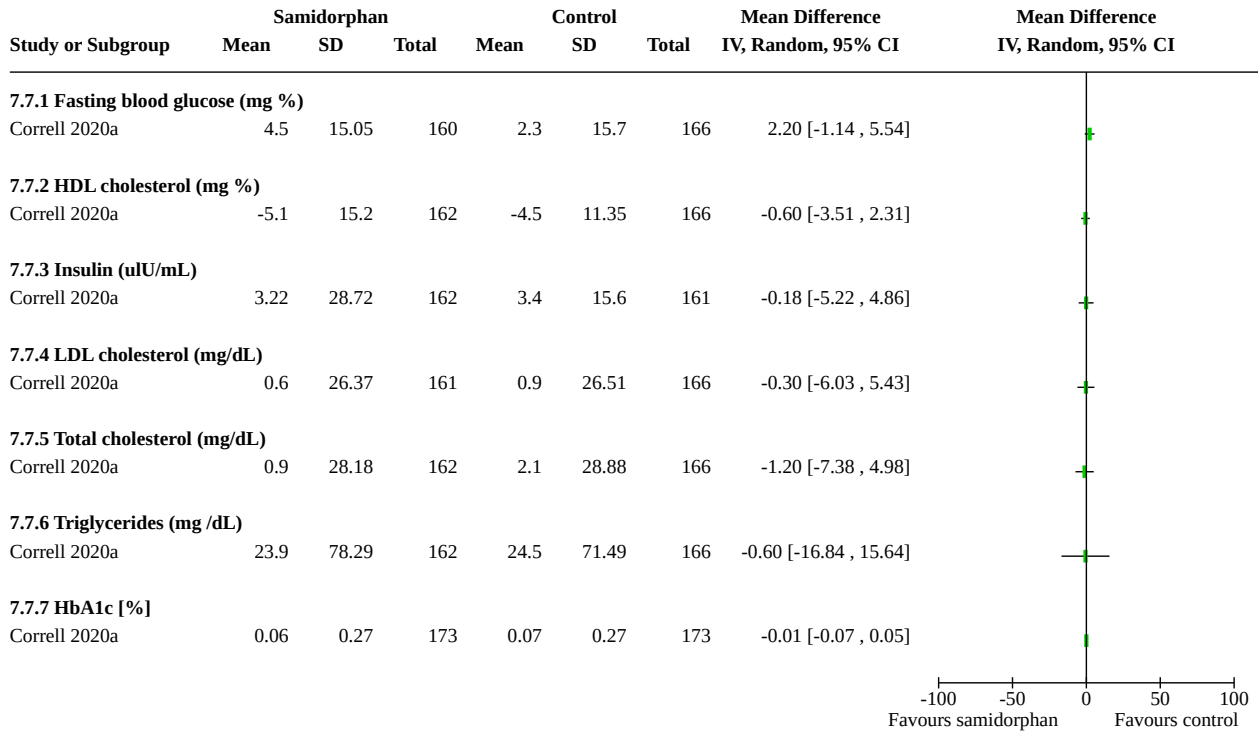 Samidorphan Control Mean Difference Mean Difference
Study or Subgroup Mean SD Total Mean SD Total IV, Random, 95% CI IV, Random, 95% CI
7.7.1 Fasting blood glucose (mg %)
Correll 2020a 4.5 15.05 160 2.3 15.7 166 2.20 [-1.14 , 5.54]
7.7.2 HDL cholesterol (mg %)
Correll 2020a -5.1 15.2 162 -4.5 11.35 166 -0.60 [-3.51 , 2.31]
7.7.3 Insulin (ulU/mL)
Correll 2020a 3.22 28.72 162 3.4 15.6 161 -0.18 [-5.22 , 4.86]
7.7.4 LDL cholesterol (mg/dL)
Correll 2020a 0.6 26.37 161 0.9 26.51 166 -0.30 [-6.03 , 5.43]
7.7.5 Total cholesterol (mg/dL)
Correll 2020a 0.9 28.18 162 2.1 28.88 166 -1.20 [-7.38 , 4.98]
7.7.6 Triglycerides (mg /dL)
Correll 2020a 23.9 78.29 162 24.5 71.49 166 -0.60 [-16.84 , 15.64]
7.7.7 HbA1c [%]
Correll 2020a 0.06 0.27 173 0.07 0.27 173 -0.01 [-0.07 , 0.05]
-100 -50 0 50 100
Favours samidorphan Favours control